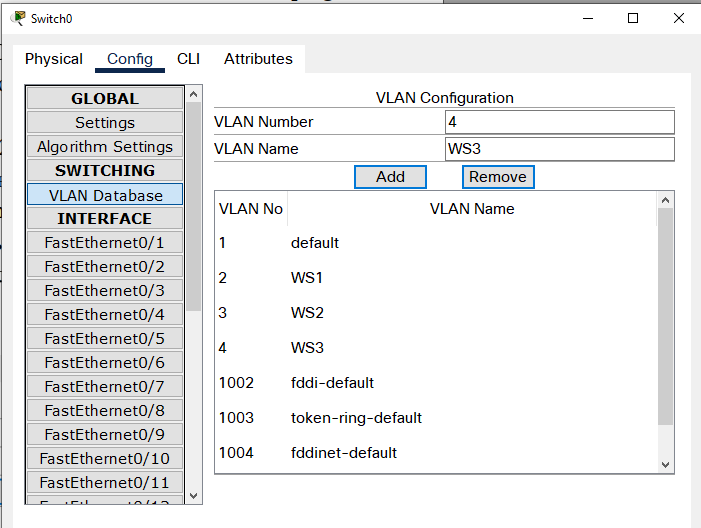 Switch0
Physical Config CLI Attributes
GLOBAL
Settings
Algorithm Settings
SWITCHING
VLAN Database
INTERFACE
FastEthernet0/1
FastEthernet0/2
FastEthernet0/3
FastEthernet0/4
FastEthernet0/5
FastEthernet0/6
FastEthernet0/7
FastEthernet0/8
FastEthernet0/9
FastEthernet0/10
FastEthernet0/11
VLAN Configuration
VLAN Number 4
VLAN Name WS3
Add Remove
VLAN No VLAN Name
1 default
2 WS1
3 WS2
4 WS3
1002 fddi-default
1003 token-ring-default
1004 fddinet-default